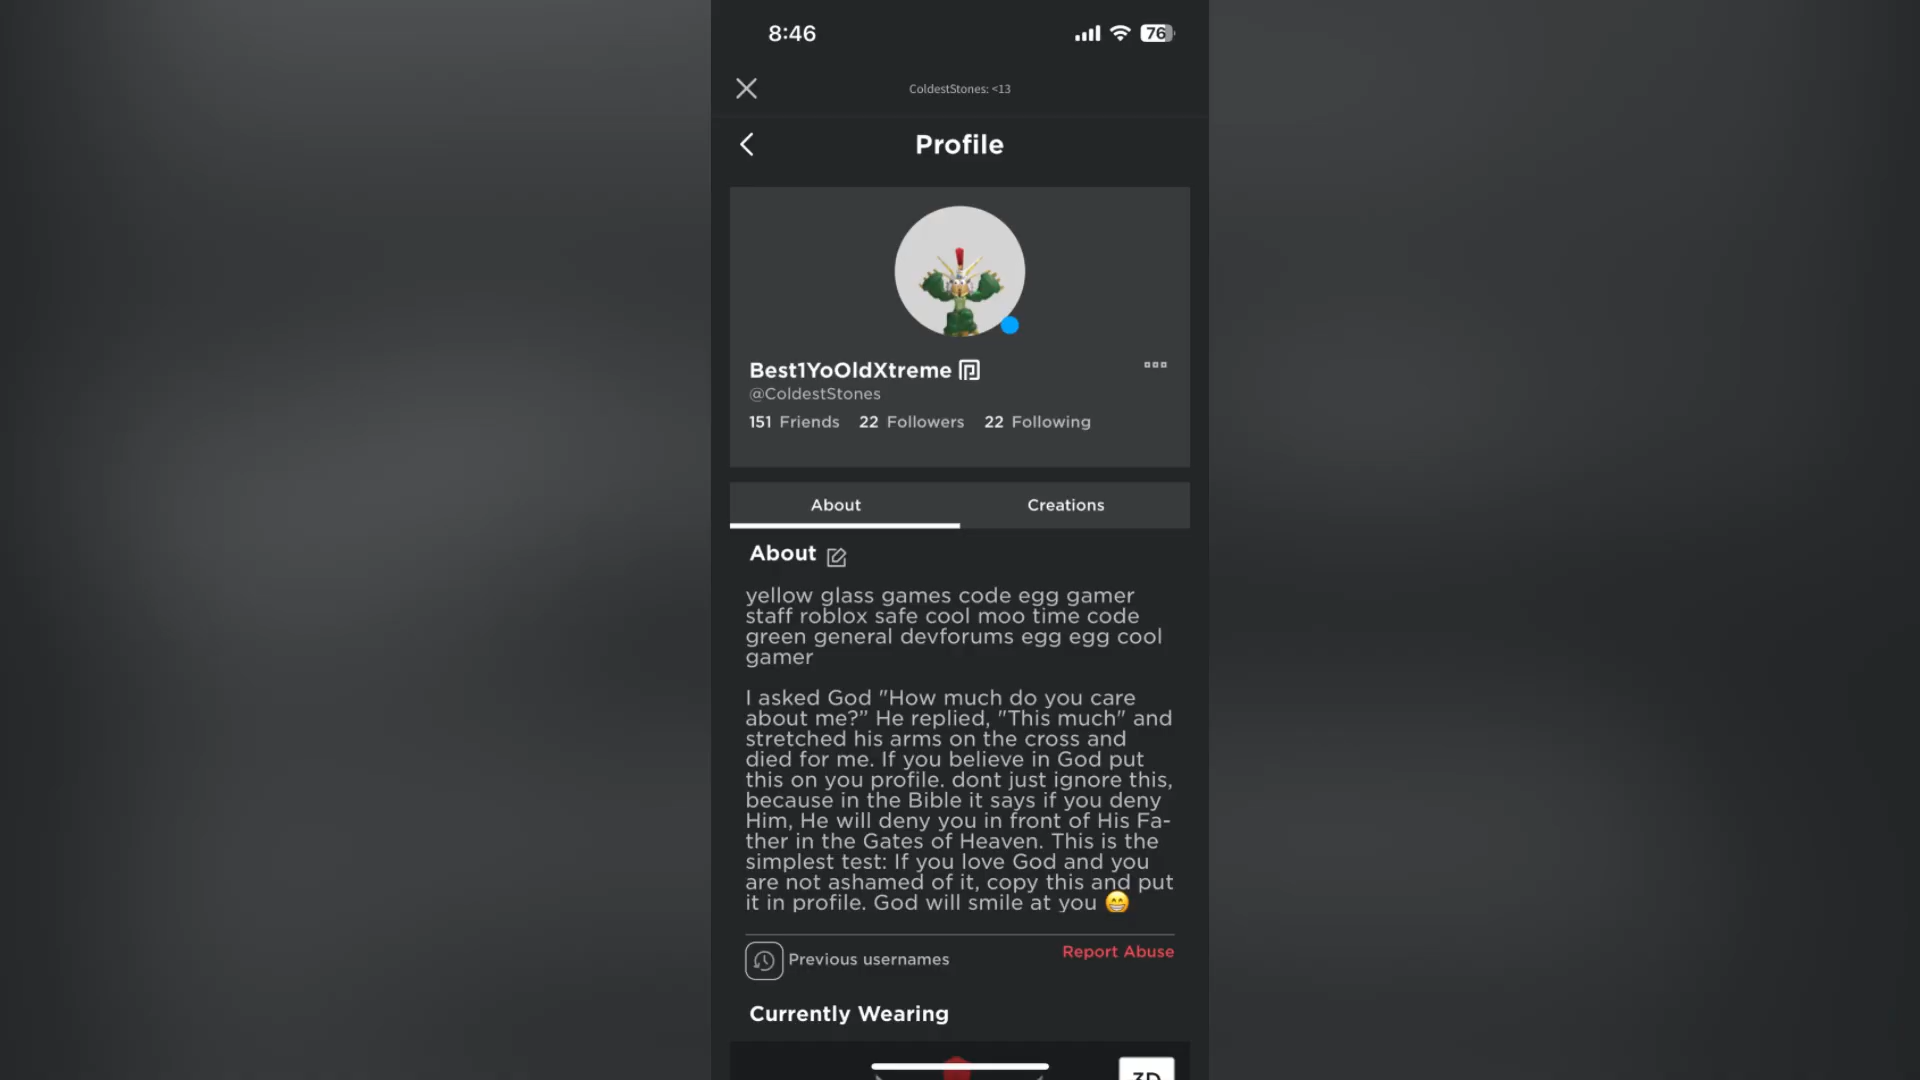 8:46
76
ColdestStones: <13
Profile
Best1YoOldXtreme
@ColdestStones
151 Friends 22 Followers 22 Following
About Creations
About
yellow glass games code egg gamer
staff roblox safe cool moo time code
green general devforums egg egg cool
gamer
I asked God "How much do you care
about me?” He replied, "This much" and
stretched his arms on the cross and
died for me. If you believe in God put
this on you profile. dont just ignore this,
because in the Bible it says if you deny
Him, He will deny you in front of His Fa-
ther in the Gates of Heaven. This is the
simplest test: If you love God and you
are not ashamed of it, copy this and put
it in profile. God will smile at you 😁
Previous usernames Report Abuse
Currently Wearing
3D